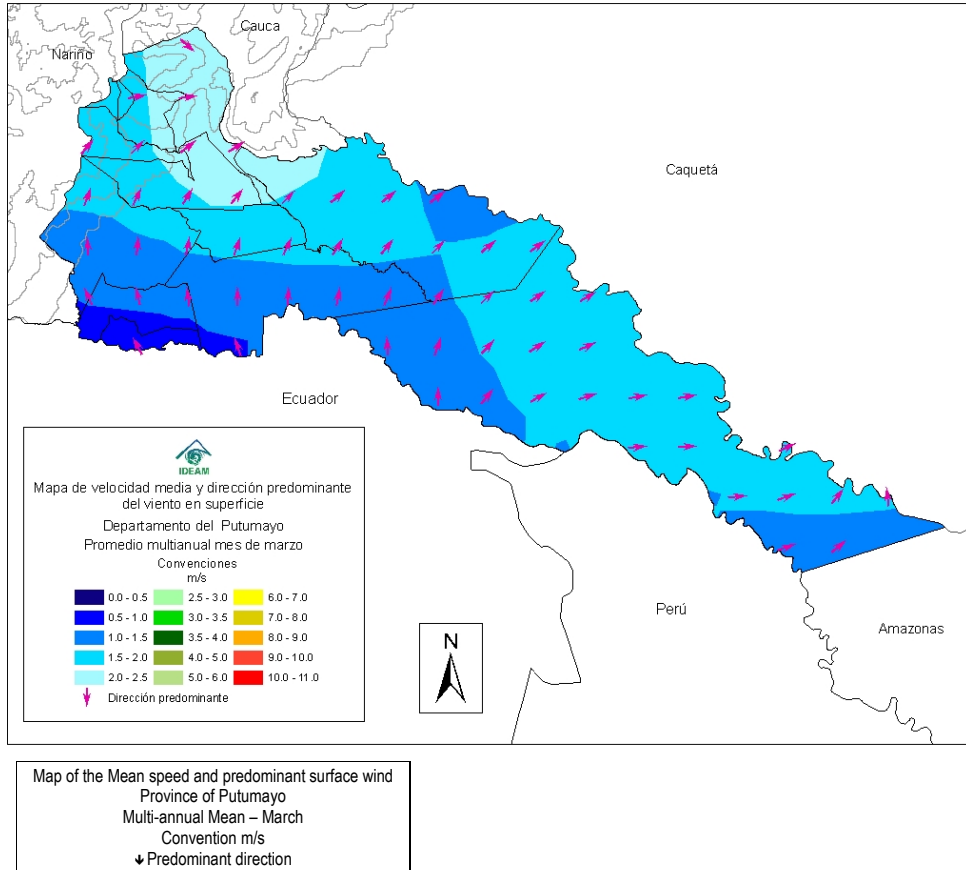 Cauca
Nariño
Caquetá
Ecuador
IDEAM
Mapa de velocidad media y dirección predominante
del viento en superficie
Departamento del Putumayo
Promedio multianual mes de marzo
Convenciones
m/s
0.0 - 0.5 2.5 - 3.0 6.0 - 7.0
0.5 - 1.0 3.0 - 3.5 7.0 - 8.0
1.0 - 1.5 3.5 - 4.0 8.0 - 9.0
1.5 - 2.0 4.0 - 5.0 9.0 - 10.0
2.0 - 2.5 5.0 - 6.0 10.0 - 11.0
Dirección predominante
N
Perú
Amazonas
Map of the Mean speed and predominant surface wind
Province of Putumayo
Multi-annual Mean – March
Convention m/s
Predominant direction